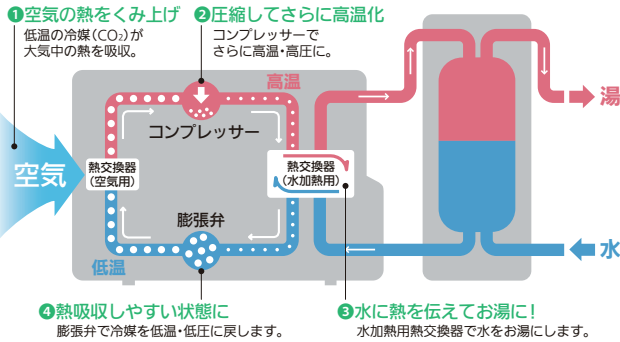 ❶空気の熱をくみ上げ
低温の冷媒(CO₂)が
大気中の熱を吸収。
❷圧縮してさらに高温化
コンプレッサーで
さらに高温・高圧に。
高温
コンプレッサー
湯
空気
熱交換器
(空気用)
熱交換器
(水加熱用)
膨張弁
低温
水
❹熱吸収しやすい状態に
膨張弁で冷媒を低温・低圧に戻します。
❸水に熱を伝えてお湯に!
水加熱用熱交換器で水をお湯にします。